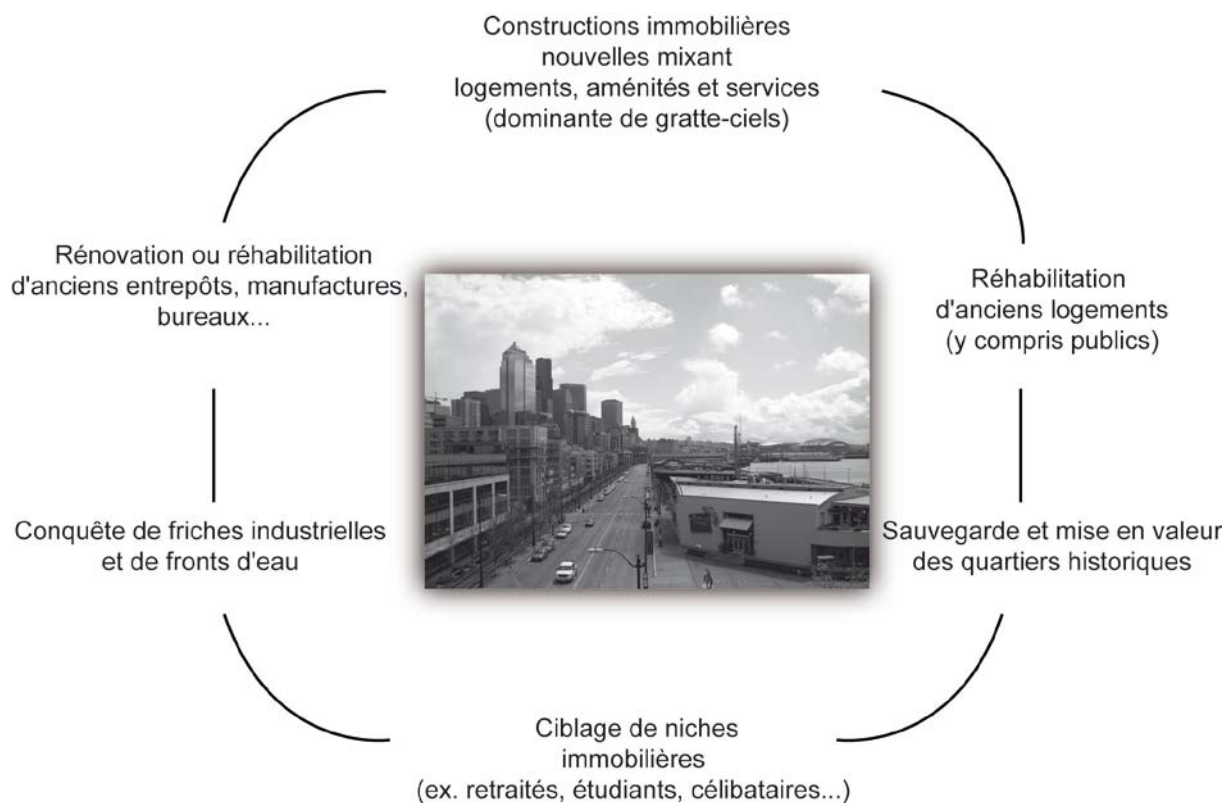 Constructions immobilières
nouvelles mixant
logements, aménités et services
(dominante de gratte-ciels)
Rénovation ou réhabilitation
d'anciens entrepôts, manufactures,
bureaux...
Réhabilitation
d'anciens logements
(y compris publics)
Conquête de friches industrielles
et de fronts d'eau
Sauvegarde et mise en valeur
des quartiers historiques
Ciblage de niches
immobilières
(ex. retraités, étudiants, célibataires...)